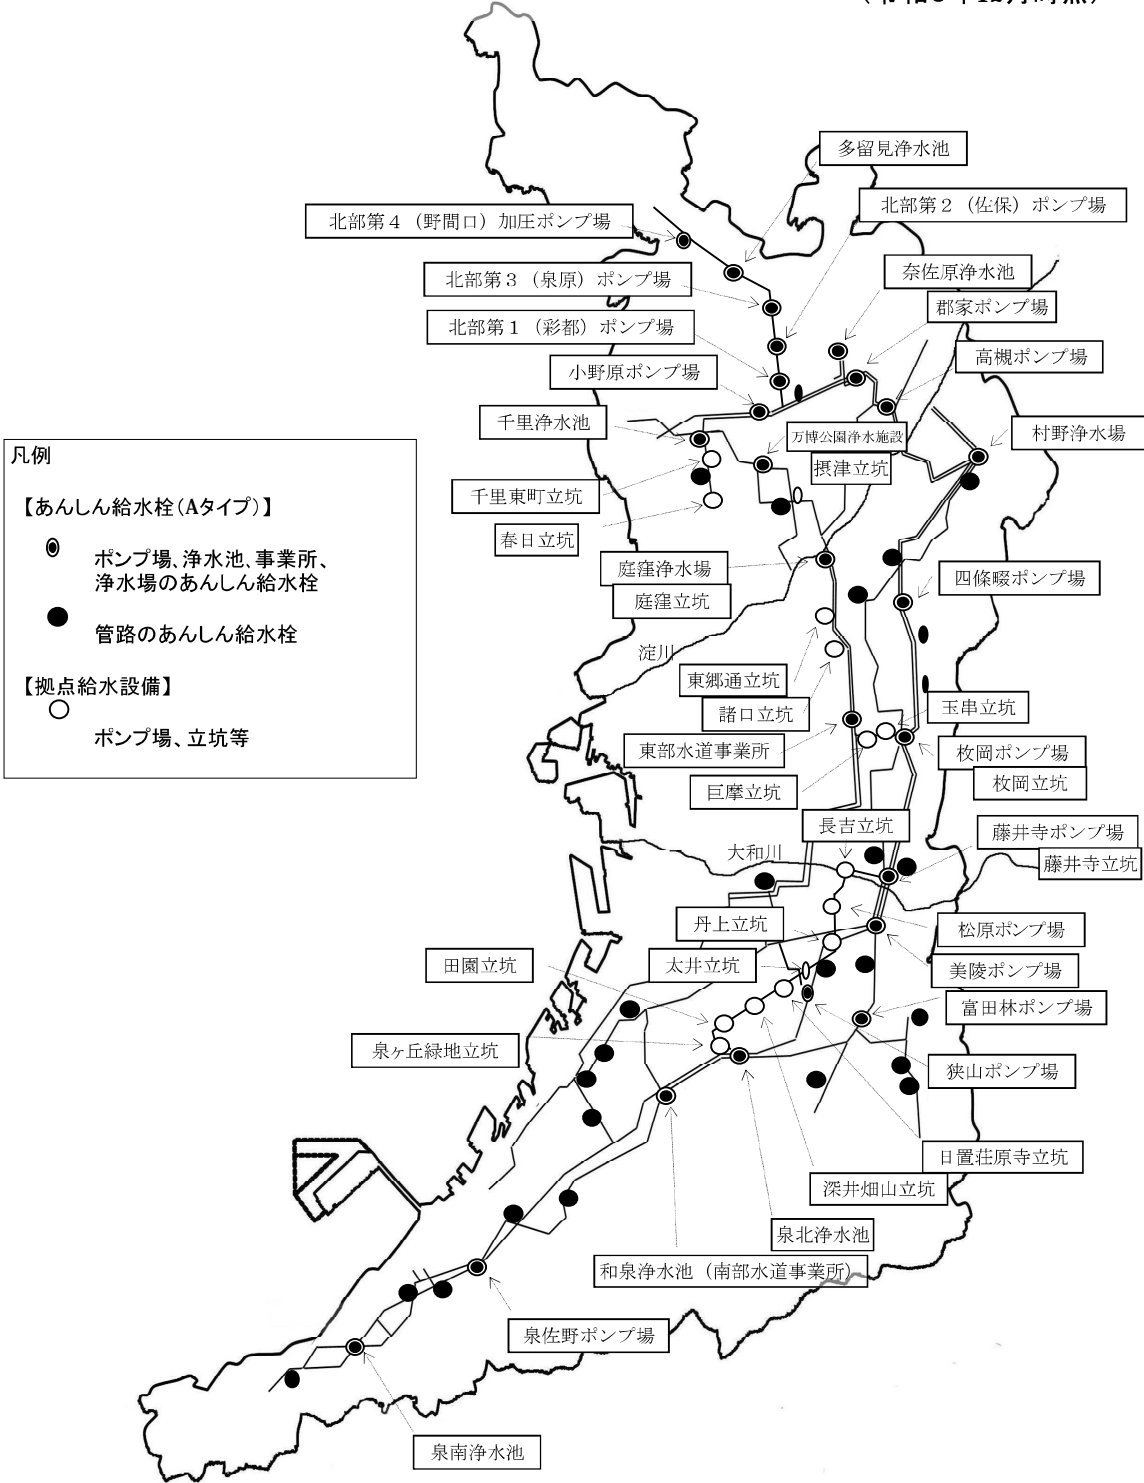 多留見浄水池
北部第２（佐保）ポンプ場
北部第４（野間口）加圧ポンプ場
奈佐原浄水池
北部第３（泉原）ポンプ場
郡家ポンプ場
北部第１（彩都）ポンプ場
高槻ポンプ場
小野原ポンプ場
千里浄水池
万博公園浄水施設
村野浄水場
摂津立坑
凡例
【あんしん給水栓（Aタイプ）】
ポンプ場、浄水池、事業所、
浄水場のあんしん給水栓
管路のあんしん給水栓
【拠点給水設備】
ポンプ場、立坑等
千里東町立坑
春日立坑
庭窪浄水場
四條畷ポンプ場
庭窪立坑
淀川
東郷通立坑
諸口立坑
玉串立坑
東部水道事業所
枚岡ポンプ場
枚岡立坑
巨摩立坑
長吉立坑
藤井寺ポンプ場
大和川
藤井寺立坑
丹上立坑
松原ポンプ場
田園立坑
太井立坑
美陵ポンプ場
富田林ポンプ場
泉ヶ丘緑地立坑
狭山ポンプ場
日置荘原寺立坑
深井畑山立坑
泉北浄水池
和泉浄水池（南部水道事業所）
泉佐野ポンプ場
泉南浄水池